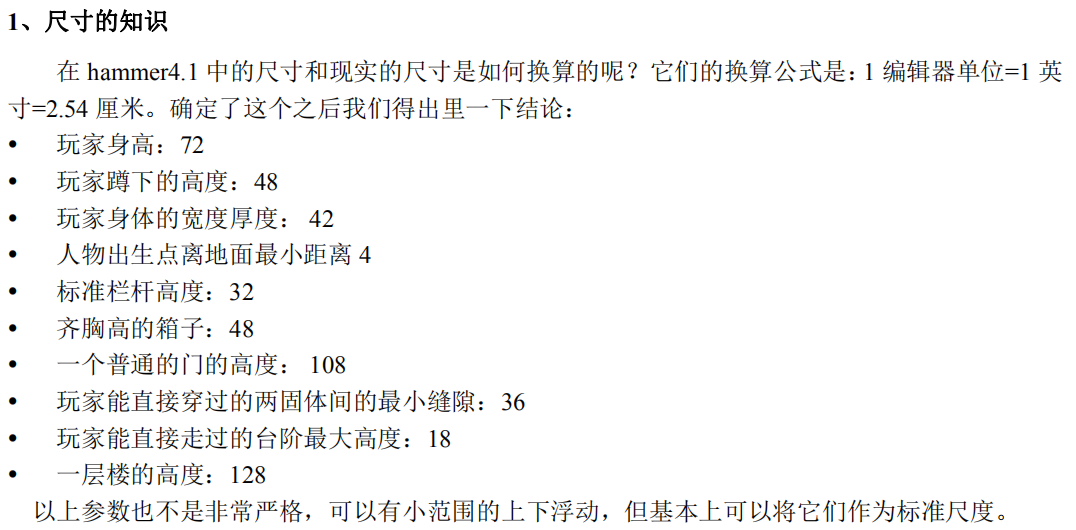 1、尺寸的知识
在 hammer4.1 中的尺寸和现实的尺寸是如何换算的呢？它们的换算公式是：1 编辑器单位=1 英
寸=2.54 厘米。确定了这个之后我们得出里一下结论：
• 玩家身高：72
• 玩家蹲下的高度：48
• 玩家身体的宽度厚度： 42
• 人物出生点离地面最小距离 4
• 标准栏杆高度：32
• 齐胸高的箱子：48
• 一个普通的门的高度： 108
• 玩家能直接穿过的两固体间的最小缝隙：36
• 玩家能直接走过的台阶最大高度：18
• 一层楼的高度：128
以上参数也不是非常严格，可以有小范围的上下浮动，但基本上可以将它们作为标准尺度。